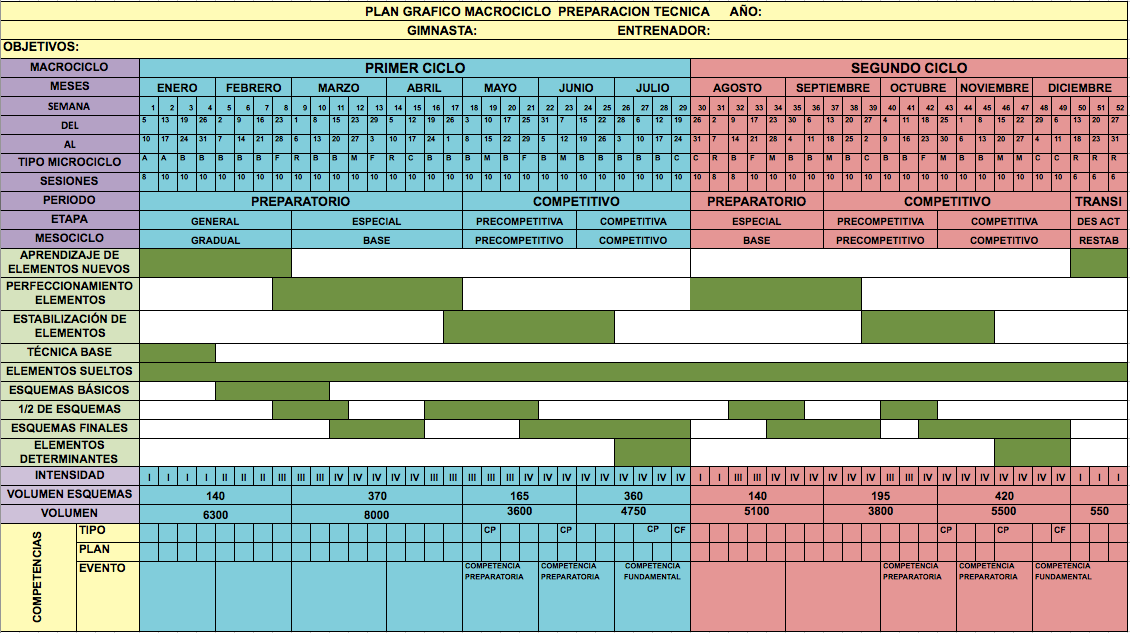 PLAN GRAFICO MACROCICLO PREPARACION TECNICA AÑO:
GIMNASTA: ENTRENADOR:
OBJETIVOS:
MACROCICLO PRIMER CICLO SEGUNDO CICLO
MESES ENERO FEBRERO MARZO ABRIL MAYO JUNIO JULIO AGOSTO SEPTIEMBRE OCTUBRE NOVIEMBRE DICIEMBRE
SEMANA 1 2 3 4 5 6 7 8 9 10 11 12 13 14 15 16 17 18 19 20 21 22 23 24 25 26 27 28 29 30 31 32 33 34 35 36 37 38 39 40 41 42 43 44 45 46 47 48 49 50 51 52
DEL 5 13 19 26 2 9 16 23 1 8 15 23 29 5 12 19 26 3 10 16 25 31 7 15 22 28 6 12 19 26 2 9 17 23 30 6 13 20 27 4 11 18 25 1 8 15 22 29 6 13 20 27
AL 10 17 24 31 7 14 21 28 6 13 20 27 3 10 17 24 1 8 15 22 29 5 12 19 26 3 10 17 24 31 7 14 21 28 4 11 18 25 2 9 16 23 30 6 13 20 27 4 11 18 23 31
TIPO MICROCICLO A A B B B B B F R B B M F R C B B B M B F B M B B B B B C C R B F M B B M B C B B F M B B M M C C R R R
SESIONES 8 10 10 10 10 10 10 10 10 10 10 10 10 10 10 10 10 10 10 10 10 10 10 10 10 10 10 10 10 10 8 8 10 10 10 10 10 10 10 10 10 10 10 10 10 10 10 10 10 6 6 6
PERIODO PREPARATORIO COMPETITIVO PREPARATORIO COMPETITIVO TRANSI
ETAPA GENERAL ESPECIAL PRECOMPETITIVA COMPETITIVA ESPECIAL PRECOMPETITIVA COMPETITIVA DES ACT
MESOCICLO GRADUAL BASE PRECOMPETITIVO COMPETITIVO BASE PRECOMPETITIVO COMPETITIVO RESTAB
APRENDIZAJE DE
ELEMENTOS NUEVOS
PERFECCIONAMIENTO
ELEMENTOS
ESTABILIZACIÓN DE
ELEMENTOS
TÉCNICA BASE
ELEMENTOS SUELTOS
ESQUEMAS BÁSICOS
1/2 DE ESQUEMAS
ESQUEMAS FINALES
ELEMENTOS
DETERMINANTES
INTENSIDAD I I I I II II II III III III IV IV IV IV IV III III III III III IV IV IV IV IV IV IV IV IV I I III III III III IV IV III III III III IV IV IV IV IV IV IV IV I I I
VOLUMEN ESQUEMAS 140 370 165 360 140 195 420
VOLUMEN 6300 8000 3600 4750 5100 3800 5500 550
COMPETENCIAS
TIPO CP CP CP CF CP CP CF
PLAN
EVENTO COMPETENCIA PREPARATORIA COMPETENCIA PREPARATORIA COMPETENCIA FUNDAMENTAL COMPETENCIA PREPARATORIA COMPETENCIA PREPARATORIA COMPETENCIA FUNDAMENTAL